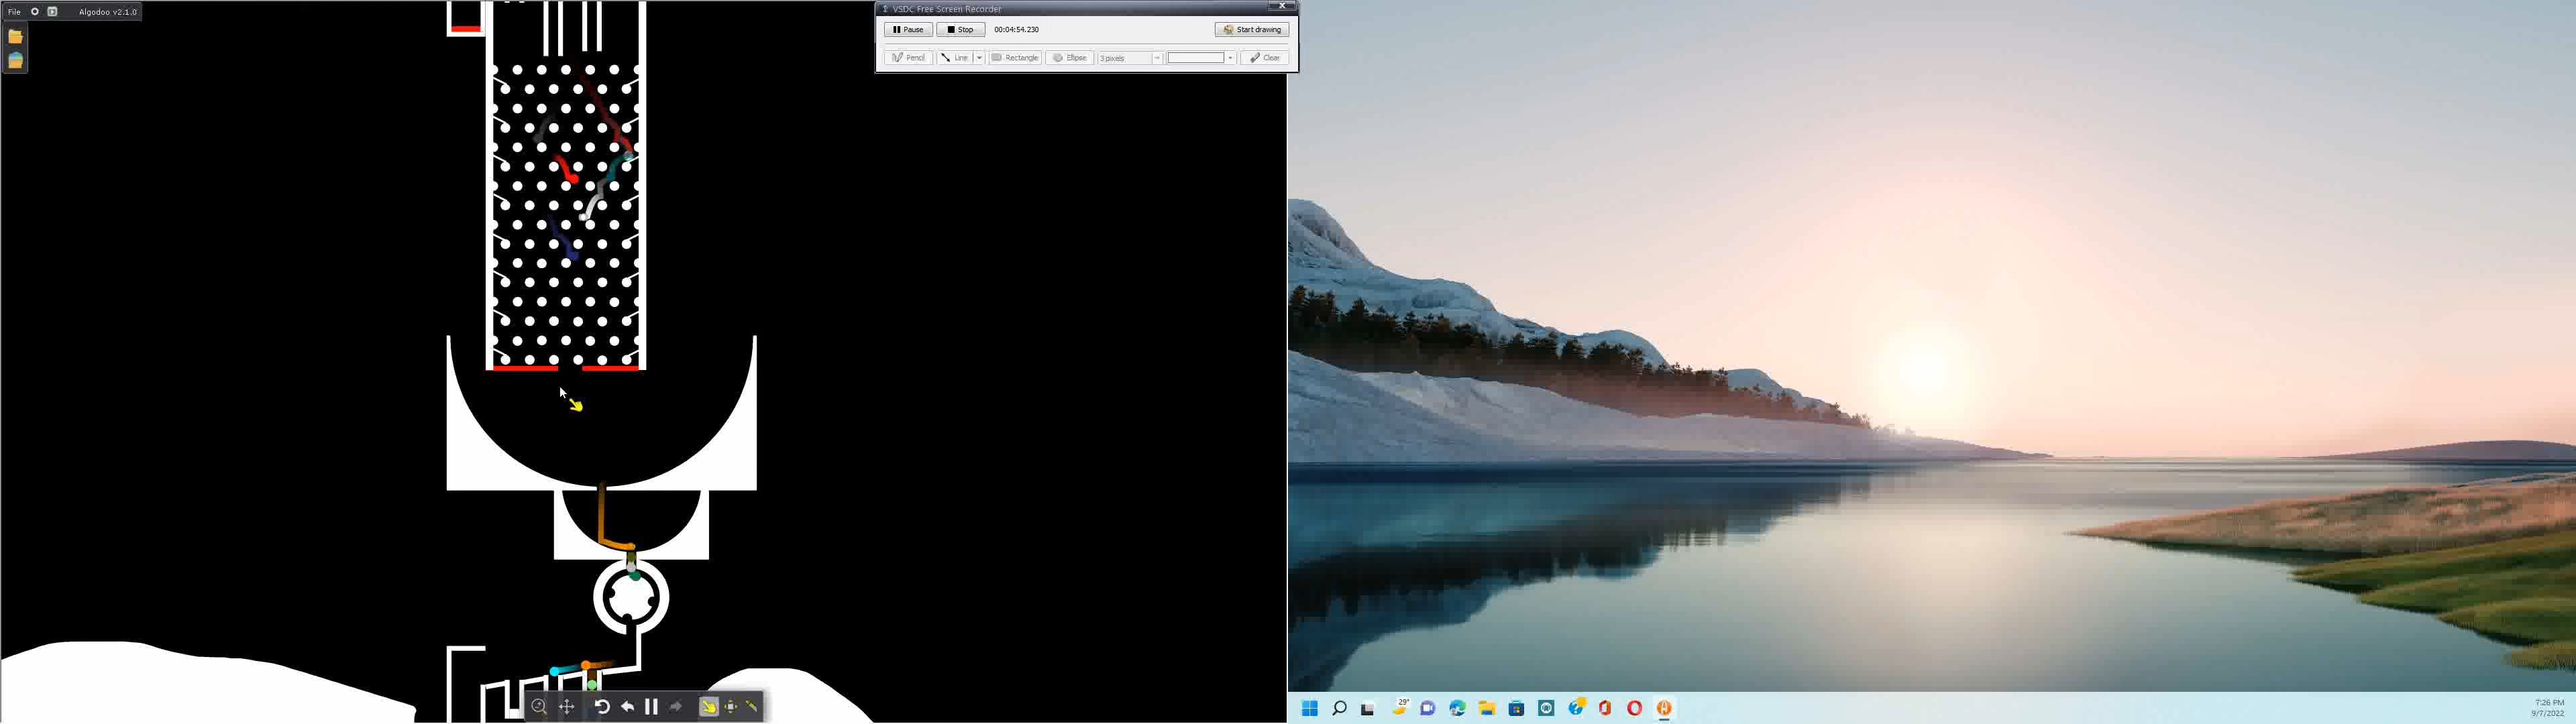 File Algodoo v2.1.0
VSDC Free Screen Recorder
Pause Stop 00:04:54.230 Start drawing
Pencil Line Rectangle Ellipse 3 pixels Clear
29°
7:26 PM
9/7/2022